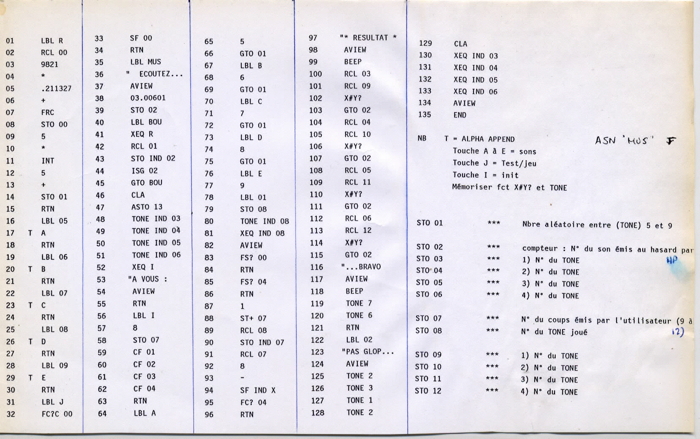 01 LBL R
02 RCL 00
03 9821
04 *
05 .211327
06 +
07 FRC
08 STO 00
09 5
10 *
11 INT
12 5
13 +
14 STO 01
15 RTN
16 LBL 05
17 T A
18 RTN
19 LBL 06
20 T B
21 RTN
22 LBL 07
23 T C
24 RTN
25 LBL 08
26 T D
27 RTN
28 LBL 09
29 T E
30 RTN
31 LBL J
32 FC?C 00
33 SF 00
34 RTN
35 LBL MUS
36 " ECOUTEZ...
37 AVIEW
38 03.00601
39 STO 02
40 LBL BOU
41 XEQ R
42 RCL 01
43 STO IND 02
44 ISG 02
45 GTO BOU
46 CLA
47 ASTO 13
48 TONE IND 03
49 TONE IND 04
50 TONE IND 05
51 TONE IND 06
52 XEQ I
53 "A VOUS :
54 AVIEW
55 RTN
56 LBL I
57 8
58 STO 07
59 CF 01
60 CF 02
61 CF 03
62 CF 04
63 RTN
64 LBL A
65 5
66 GTO 01
67 LBL B
68 6
69 GTO 01
70 LBL C
71 7
72 GTO 01
73 LBL D
74 8
75 GTO 01
76 LBL E
77 9
78 LBL 01
79 STO 08
80 TONE IND 08
81 XEQ IND 08
82 AVIEW
83 FS? 00
84 RTN
85 FS? 04
86 RTN
87 1
88 ST+ 07
89 RCL 08
90 STO IND 07
91 RCL 07
92 8
93 -
94 SF IND X
95 FC? 04
96 RTN
97 "* RESULTAT *
98 AVIEW
99 BEEP
100 RCL 03
101 RCL 09
102 X≠Y?
103 GTO 02
104 RCL 04
105 RCL 10
106 X≠Y?
107 GTO 02
108 RCL 05
109 RCL 11
110 X≠Y?
111 GTO 02
112 RCL 06
113 RCL 12
114 X≠Y?
115 GTO 02
116 "...BRAVO
117 AVIEW
118 BEEP
119 TONE 7
120 TONE 6
121 RTN
122 LBL 02
123 "PAS GLOP...
124 AVIEW
125 TONE 2
126 TONE 3
127 TONE 1
128 TONE 2
129 CLA
130 XEQ IND 03
131 XEQ IND 04
132 XEQ IND 05
133 XEQ IND 06
134 AVIEW
135 END
NB T = ALPHA APPEND ASN 'MUS' F
Touche A à E = sons
Touche J = Test/jeu
Touche I = init
Mémoriser fct X≠Y? et TONE
STO 01 *** Nbre aléatoire entre (TONE) 5 et 9
STO 02 *** compteur : N° du son émis au hasard par
HP
STO 03 *** 1) N° du TONE
STO 04 *** 2) N° du TONE
STO 05 *** 3) N° du TONE
STO 06 *** 4) N° du TONE
STO 07 *** N° du coups émis par l'utilisateur (9 à
12)
STO 08 *** N° du TONE joué
STO 09 *** 1) N° du TONE
STO 10 *** 2) N° du TONE
STO 11 *** 3) N° du TONE
STO 12 *** 4) N° du TONE